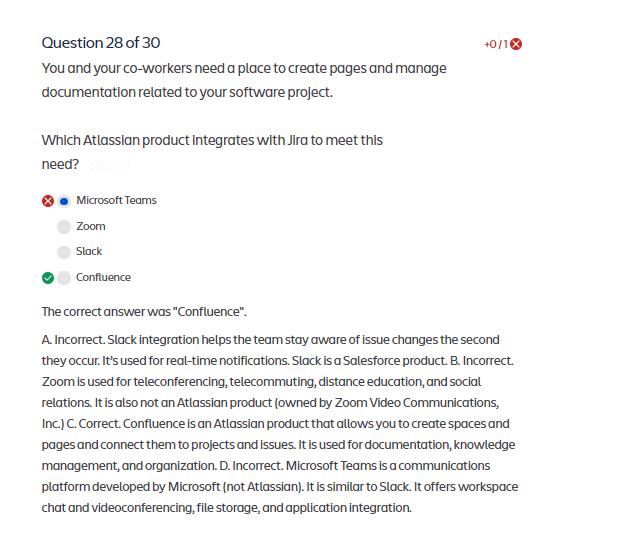 Question 28 of 30
+0/1
You and your co-workers need a place to create pages and manage
documentation related to your software project.
Which Atlassian product integrates with Jira to meet this
need?
Microsoft Teams
Zoom
Slack
Confluence
The correct answer was "Confluence".
A. Incorrect. Slack integration helps the team stay aware of issue changes the second
they occur. It's used for real-time notifications. Slack is a Salesforce product. B. Incorrect.
Zoom is used for teleconferencing, telecommuting, distance education, and social
relations. It is also not an Atlassian product (owned by Zoom Video Communications,
Inc.) C. Correct. Confluence is an Atlassian product that allows you to create spaces and
pages and connect them to projects and issues. It is used for documentation, knowledge
management, and organization. D. Incorrect. Microsoft Teams is a communications
platform developed by Microsoft (not Atlassian). It is similar to Slack. It offers workspace
chat and videoconferencing, file storage, and application integration.